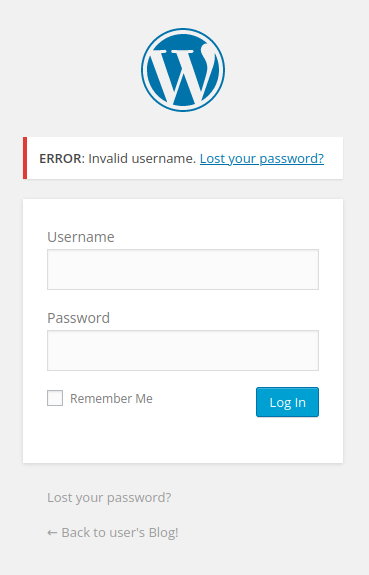 ERROR: Invalid username. Lost your password?
Username
Password
Remember Me
Log In
Lost your password?
← Back to user's Blog!